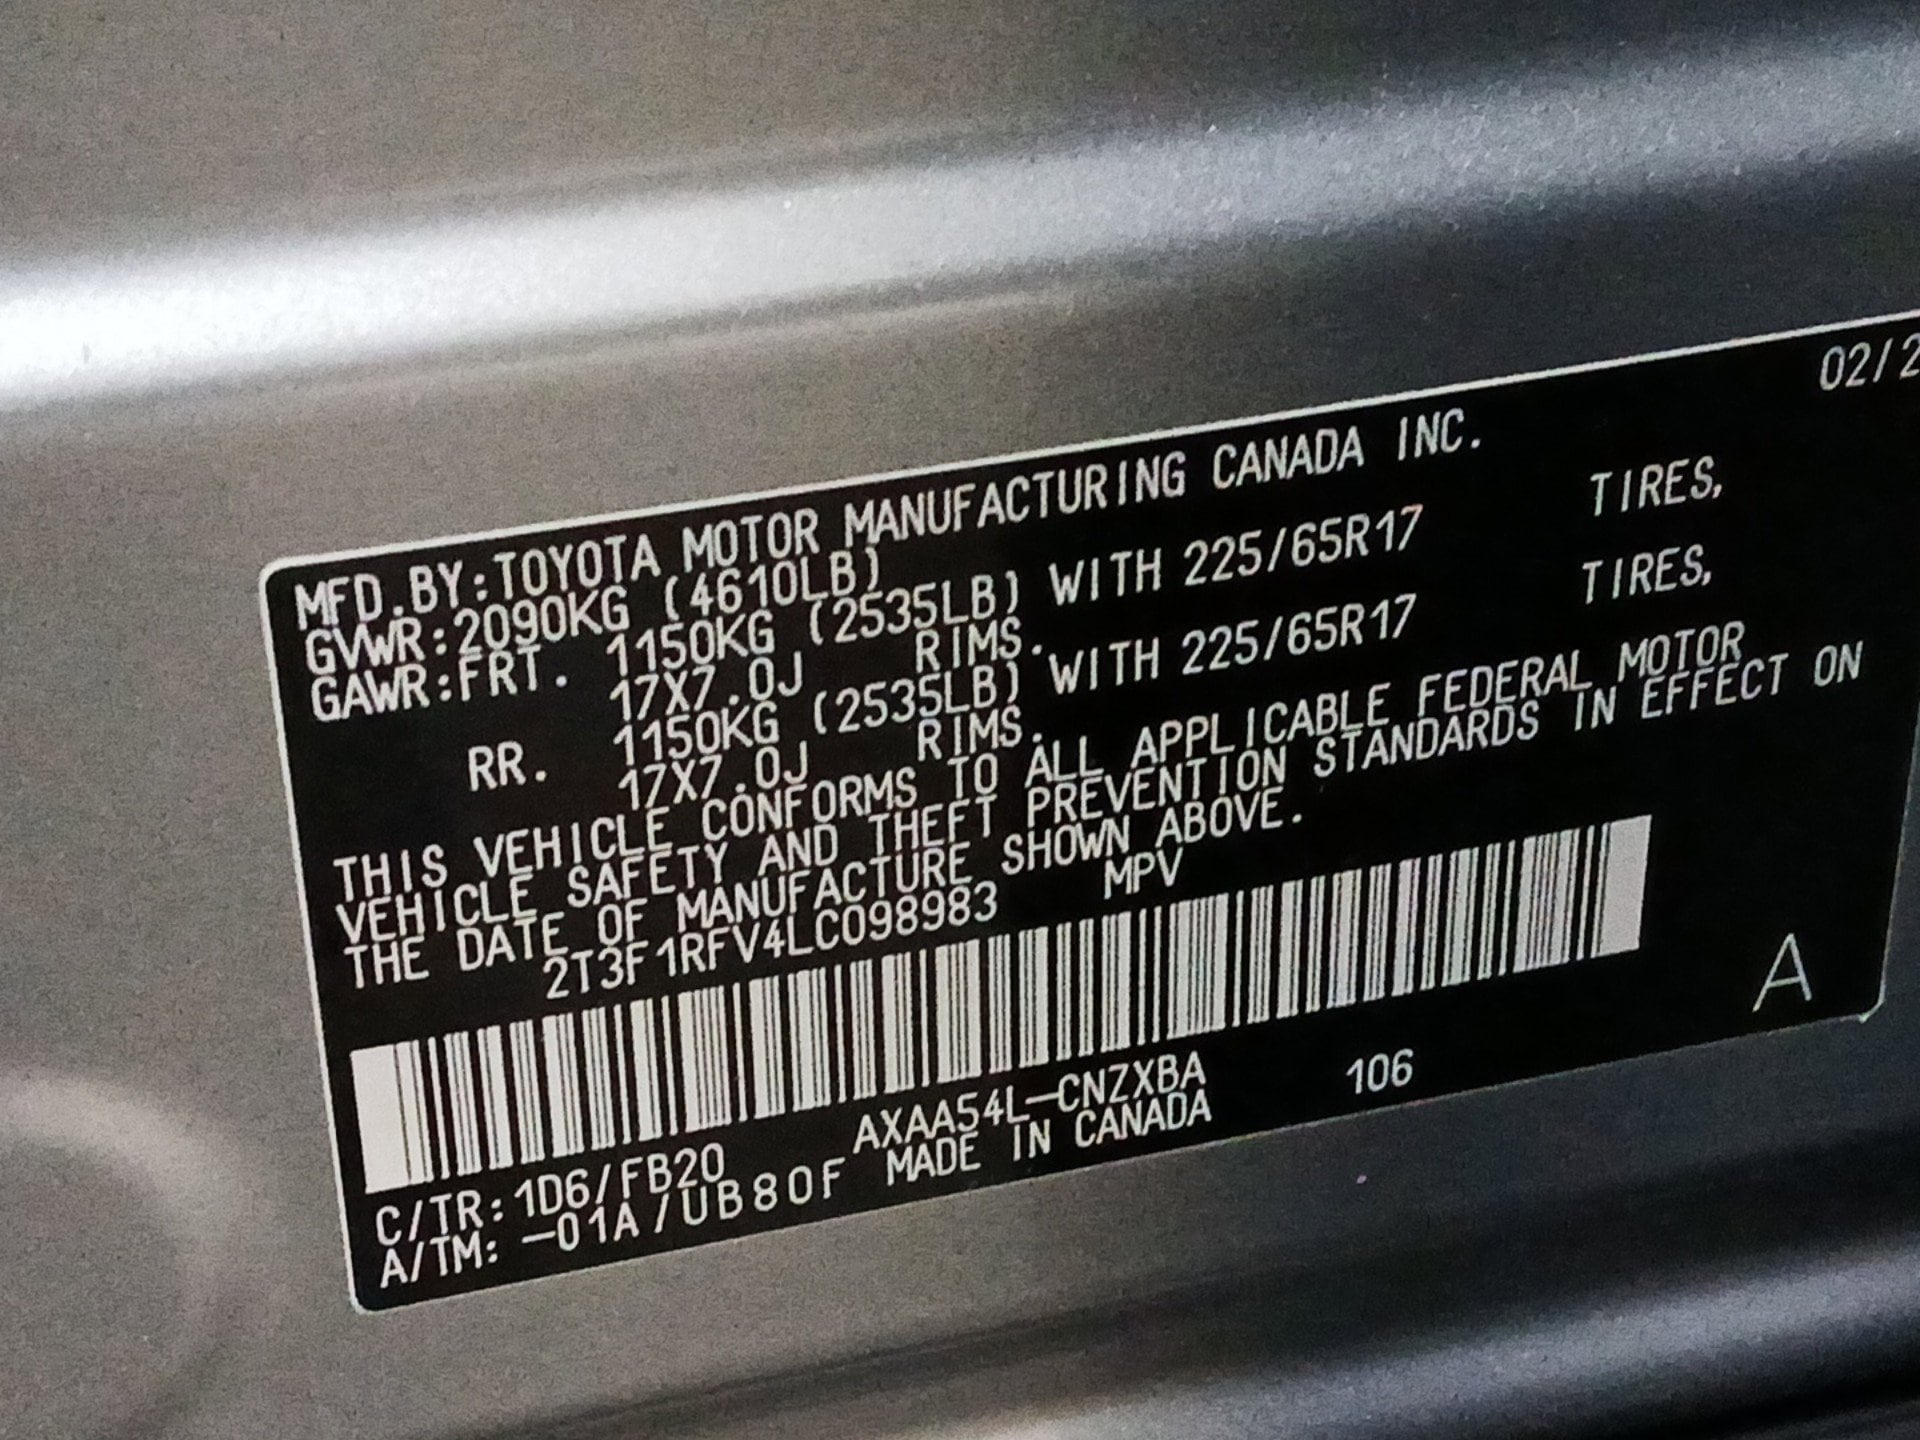 02/2
MFD.BY:TOYOTA MOTOR MANUFACTURING CANADA INC.
GVWR:2090KG (4610LB)
GAWR:FRT. 1150KG (2535LB) WITH 225/65R17 TIRES,
17X7.0J RIMS.
RR. 1150KG (2535LB) WITH 225/65R17 TIRES,
17X7.0J RIMS.
THIS VEHICLE CONFORMS TO ALL APPLICABLE FEDERAL MOTOR
VEHICLE SAFETY AND THEFT PREVENTION STANDARDS IN EFFECT ON
THE DATE OF MANUFACTURE SHOWN ABOVE.
2T3F1RFV4LC098983 MPV
A
C/TR:1D6/FB20 AXAA54L-CNZXBA 106
A/TM: -01A/UB80F MADE IN CANADA